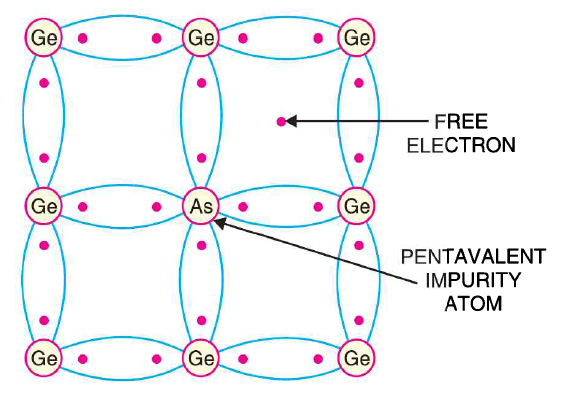 Ge Ge Ge
FREE
ELECTRON
Ge As Ge
PENTAVALENT
IMPURITY
ATOM
Ge Ge Ge